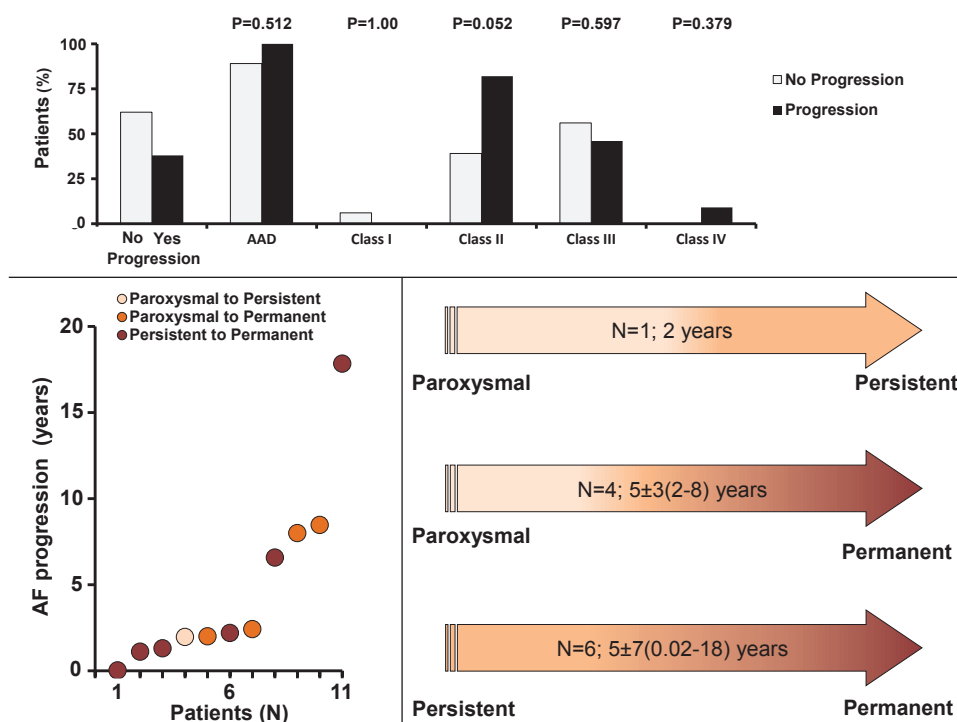 P=0.512 P=1.00 P=0.052 P=0.597 P=0.379
Patients (%)
100
75
50
25
0
No Yes
Progression
AAD
Class I
Class II
Class III
Class IV
No Progression
Progression
Paroxysmal to Persistent
Paroxysmal to Permanent
Persistent to Permanent
AF progression (years)
20
15
10
5
0
1 6 11
Patients (N)
N=1; 2 years
Paroxysmal Persistent
N=4; 5±3(2-8) years
Paroxysmal Permanent
N=6; 5±7(0.02-18) years
Persistent Permanent